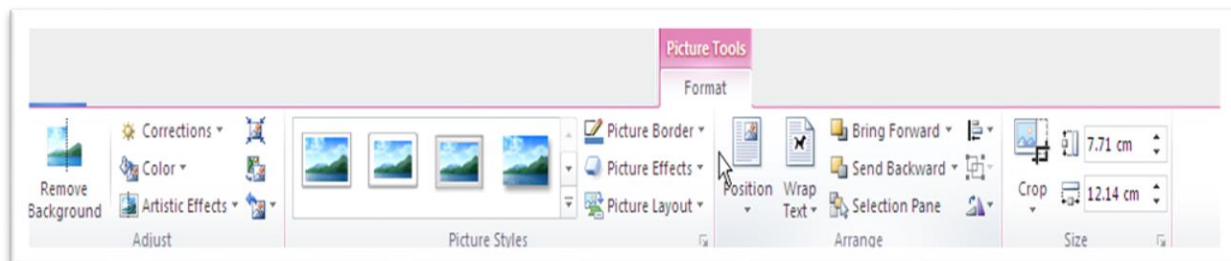 Picture Tools
Format
Remove
Background
Corrections
Color
Artistic Effects
Adjust
Picture Border
Picture Effects
Picture Layout
Picture Styles
Position
Wrap
Text
Bring Forward
Send Backward
Selection Pane
Arrange
Crop
7.71 cm
12.14 cm
Size